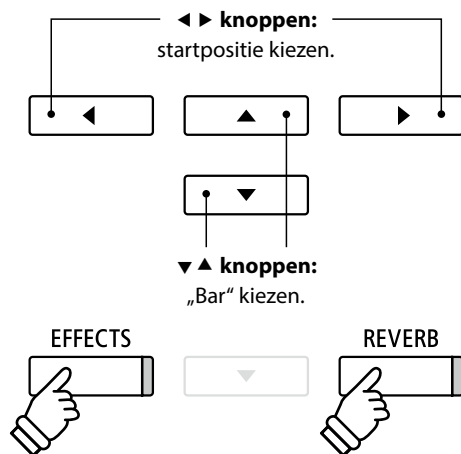 ◀ ▶ knoppen:
startpositie kiezen.
▼ ▲ knoppen:
„Bar“ kiezen.
EFFECTS
REVERB